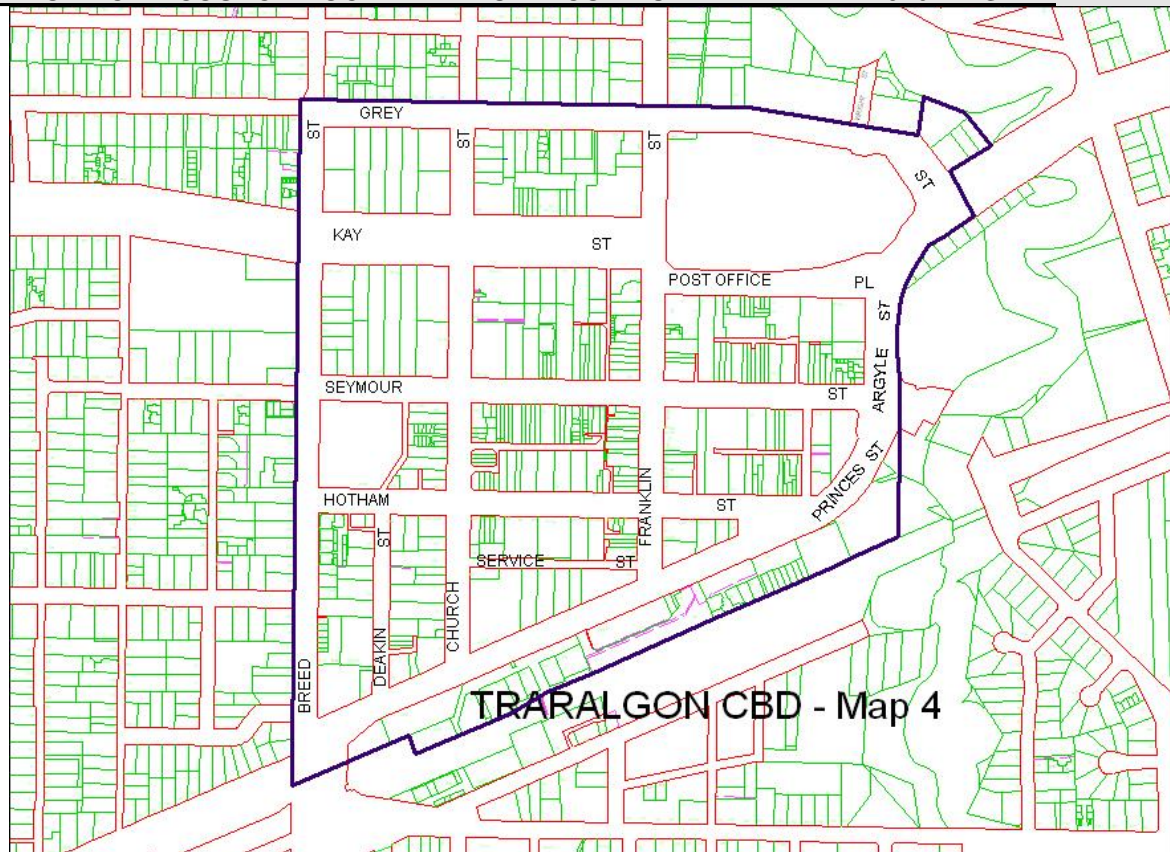 GREY
ST
ST
ST
ST
KAY
ST
POST OFFICE
PL
ST
SEYMOUR
ST
ARGYLE
PRINCES ST
HOTHAM
ST
FRANKLIN
ST
SERVICE
ST
CHURCH
DEAKIN
BREED
TRARALGON CBD - Map 4